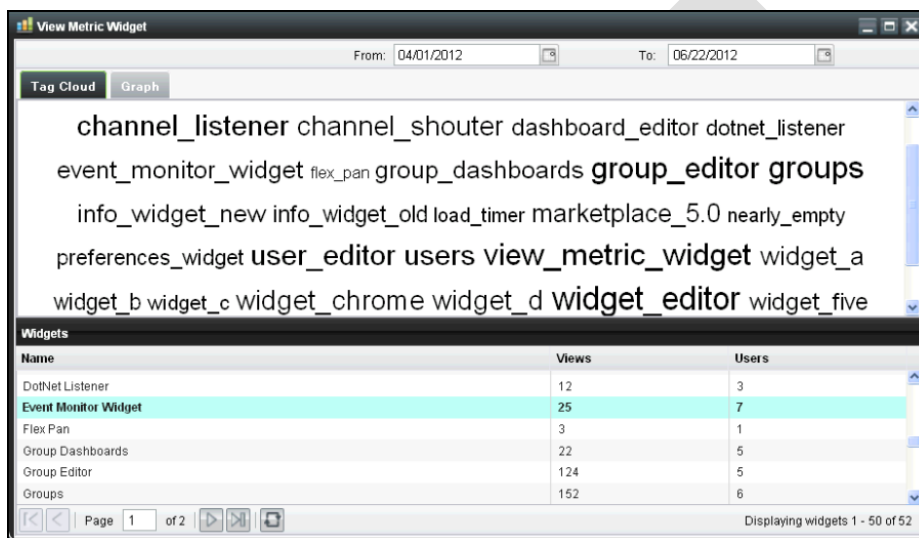 View Metric Widget
From: 04/01/2012 To: 06/22/2012
Tag Cloud Graph
channel_listener channel_shouter dashboard_editor dotnet_listener
event_monitor_widget flex_pan group_dashboards group_editor groups
info_widget_new info_widget_old load_timer marketplace_5.0 nearly_empty
preferences_widget user_editor users view_metric_widget widget_a
widget_b widget_c widget_chrome widget_d widget_editor widget_five
Widgets
Name Views Users
DotNet Listener 12 3
Event Monitor Widget 25 7
Flex Pan 3 1
Group Dashboards 22 5
Group Editor 124 5
Groups 152 6
Page 1 of 2 Displaying widgets 1 - 50 of 52